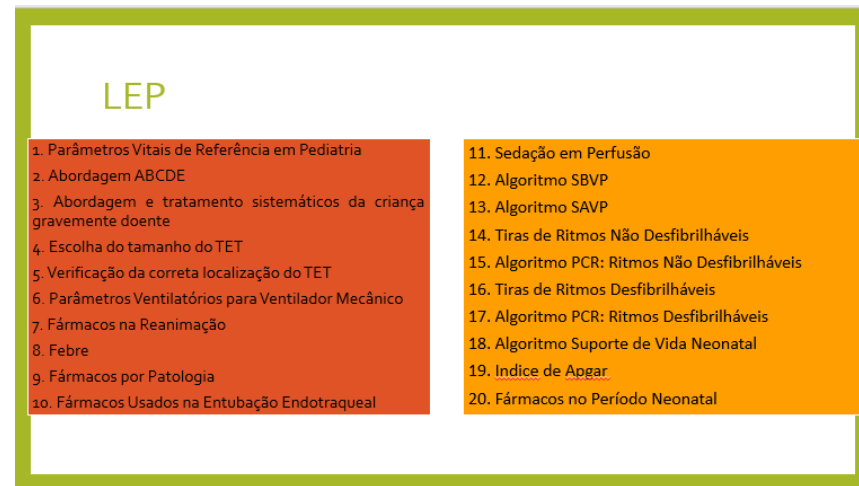 LEP
1. Parâmetros Vitais de Referência em Pediatria
2. Abordagem ABCDE
3. Abordagem e tratamento sistemáticos da criança
gravemente doente
4. Escolha do tamanho do TET
5. Verificação da correta localização do TET
6. Parâmetros Ventilatórios para Ventilador Mecânico
7. Fármacos na Reanimação
8. Febre
9. Fármacos por Patologia
10. Fármacos Usados na Entubação Endotraqueal
11. Sedação em Perfusão
12. Algoritmo SBVP
13. Algoritmo SAVP
14. Tiras de Ritmos Não Desfibrilháveis
15. Algoritmo PCR: Ritmos Não Desfibrilháveis
16. Tiras de Ritmos Desfibrilháveis
17. Algoritmo PCR: Ritmos Desfibrilháveis
18. Algoritmo Suporte de Vida Neonatal
19. Indice de Apgar
20. Fármacos no Período Neonatal